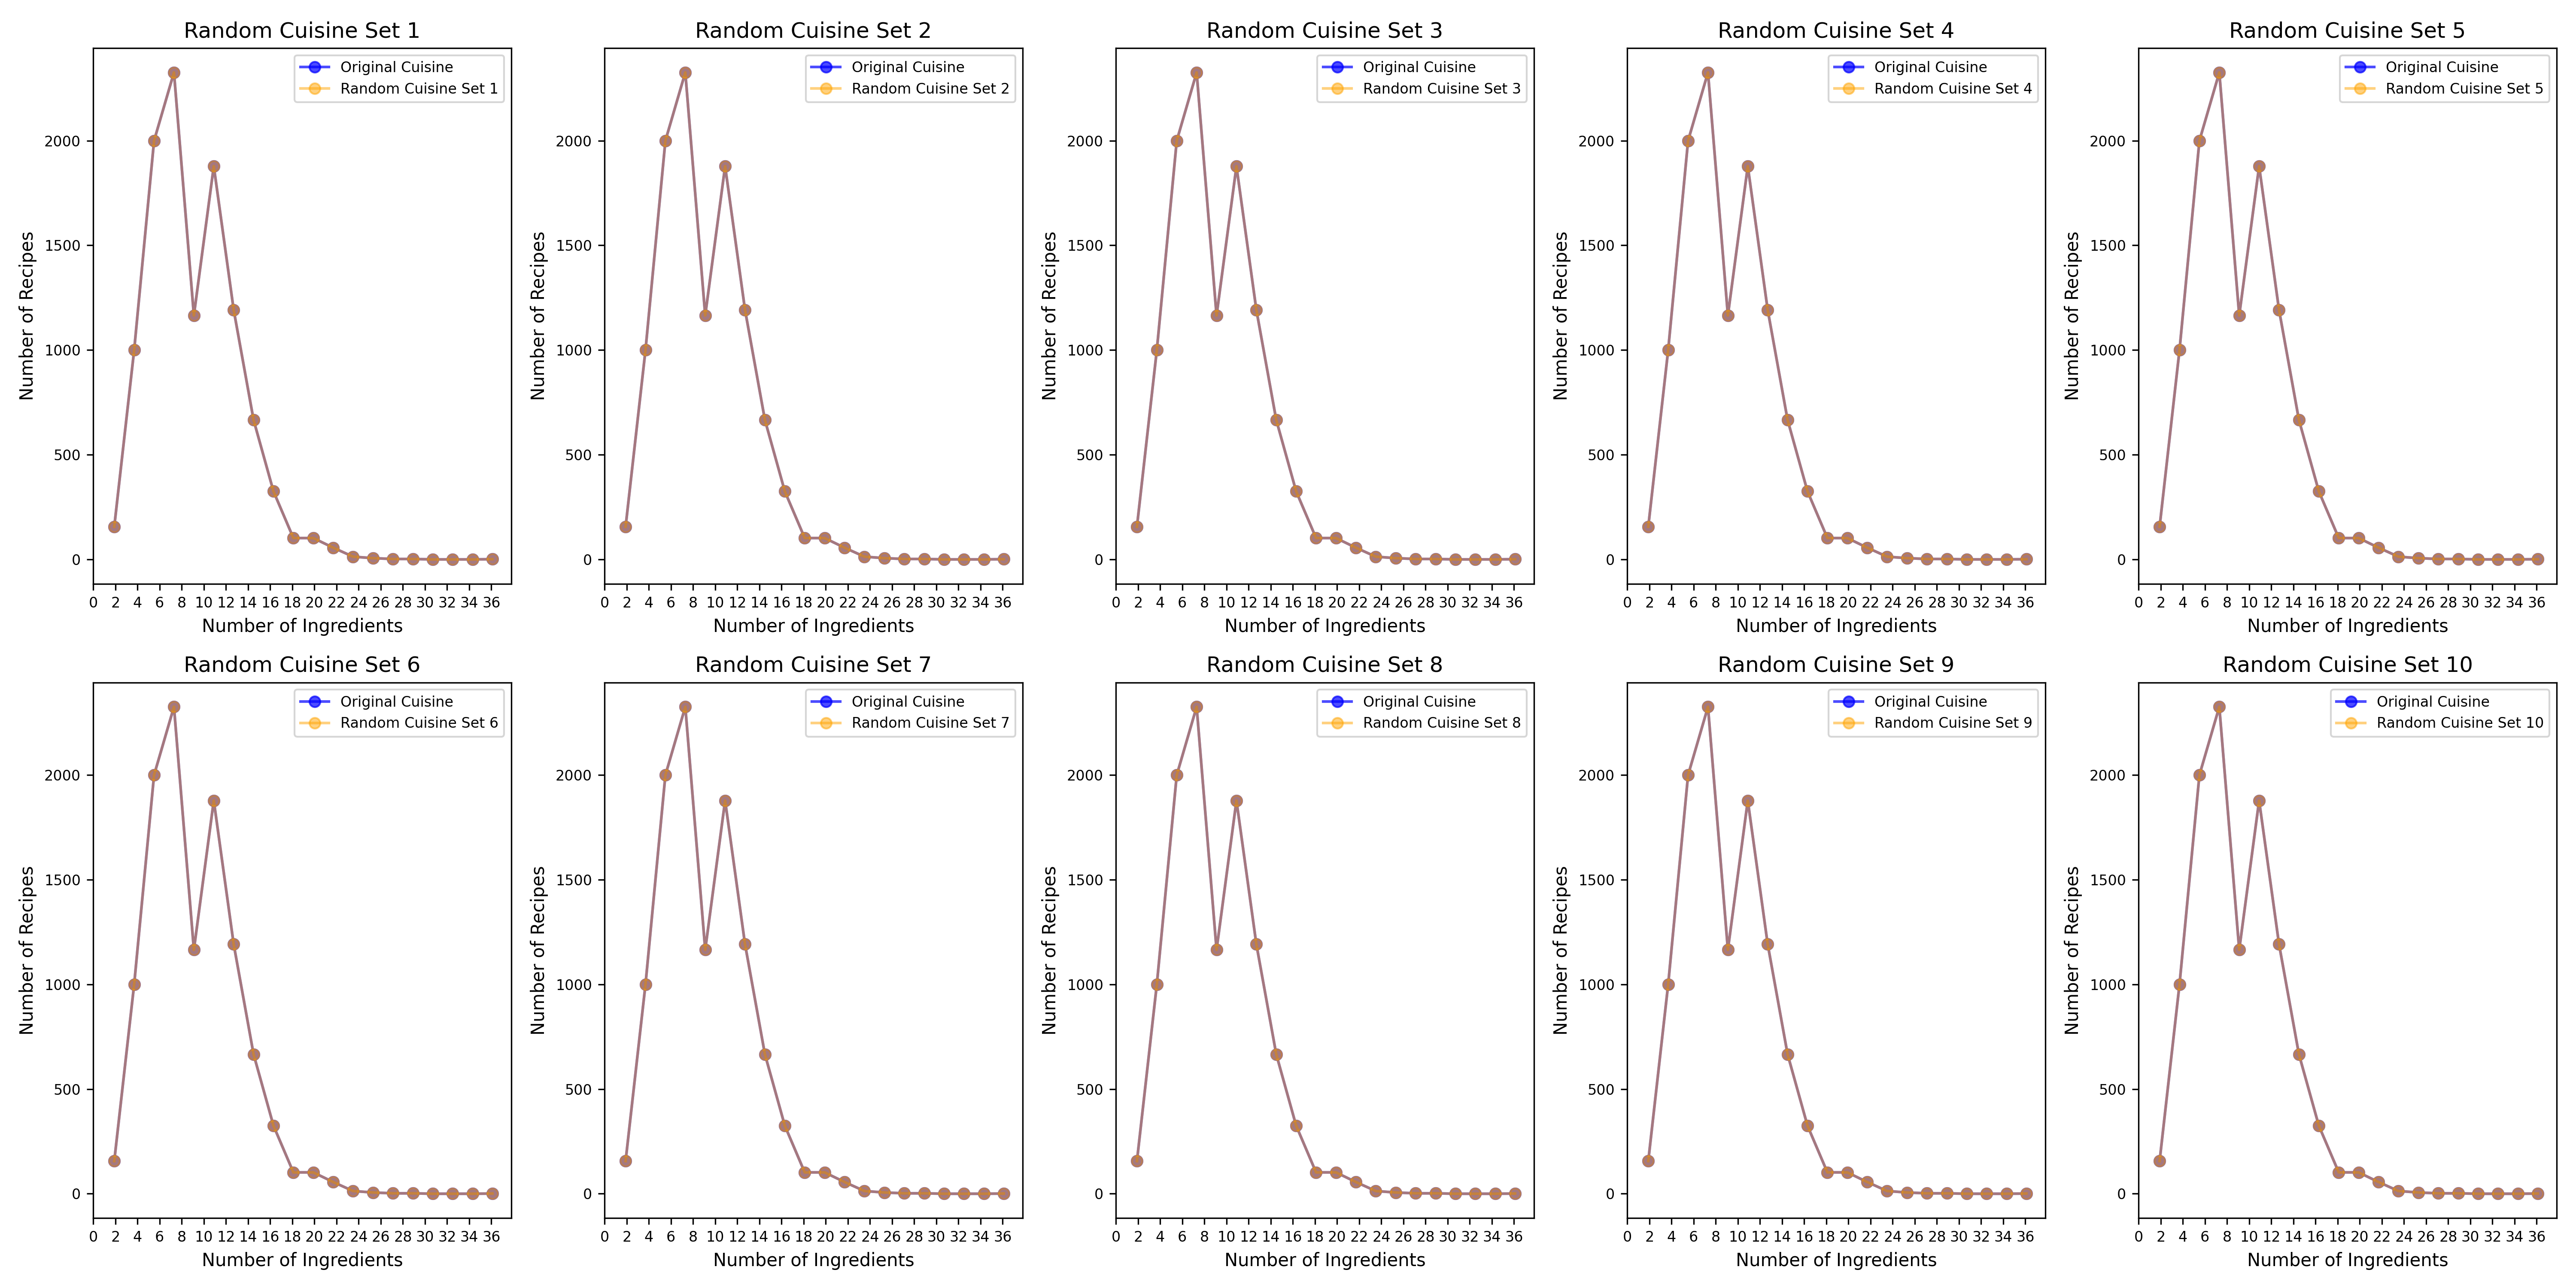 Random Cuisine Set 1
Original Cuisine
Random Cuisine Set 1
Number of Recipes
2000
1500
1000
500
0
0 2 4 6 8 10 12 14 16 18 20 22 24 26 28 30 32 34 36
Number of Ingredients
Random Cuisine Set 2
Original Cuisine
Random Cuisine Set 2
Number of Recipes
2000
1500
1000
500
0
0 2 4 6 8 10 12 14 16 18 20 22 24 26 28 30 32 34 36
Number of Ingredients
Random Cuisine Set 3
Original Cuisine
Random Cuisine Set 3
Number of Recipes
2000
1500
1000
500
0
0 2 4 6 8 10 12 14 16 18 20 22 24 26 28 30 32 34 36
Number of Ingredients
Random Cuisine Set 4
Original Cuisine
Random Cuisine Set 4
Number of Recipes
2000
1500
1000
500
0
0 2 4 6 8 10 12 14 16 18 20 22 24 26 28 30 32 34 36
Number of Ingredients
Random Cuisine Set 5
Original Cuisine
Random Cuisine Set 5
Number of Recipes
2000
1500
1000
500
0
0 2 4 6 8 10 12 14 16 18 20 22 24 26 28 30 32 34 36
Number of Ingredients
Random Cuisine Set 6
Original Cuisine
Random Cuisine Set 6
Number of Recipes
2000
1500
1000
500
0
0 2 4 6 8 10 12 14 16 18 20 22 24 26 28 30 32 34 36
Number of Ingredients
Random Cuisine Set 7
Original Cuisine
Random Cuisine Set 7
Number of Recipes
2000
1500
1000
500
0
0 2 4 6 8 10 12 14 16 18 20 22 24 26 28 30 32 34 36
Number of Ingredients
Random Cuisine Set 8
Original Cuisine
Random Cuisine Set 8
Number of Recipes
2000
1500
1000
500
0
0 2 4 6 8 10 12 14 16 18 20 22 24 26 28 30 32 34 36
Number of Ingredients
Random Cuisine Set 9
Original Cuisine
Random Cuisine Set 9
Number of Recipes
2000
1500
1000
500
0
0 2 4 6 8 10 12 14 16 18 20 22 24 26 28 30 32 34 36
Number of Ingredients
Random Cuisine Set 10
Original Cuisine
Random Cuisine Set 10
Number of Recipes
2000
1500
1000
500
0
0 2 4 6 8 10 12 14 16 18 20 22 24 26 28 30 32 34 36
Number of Ingredients